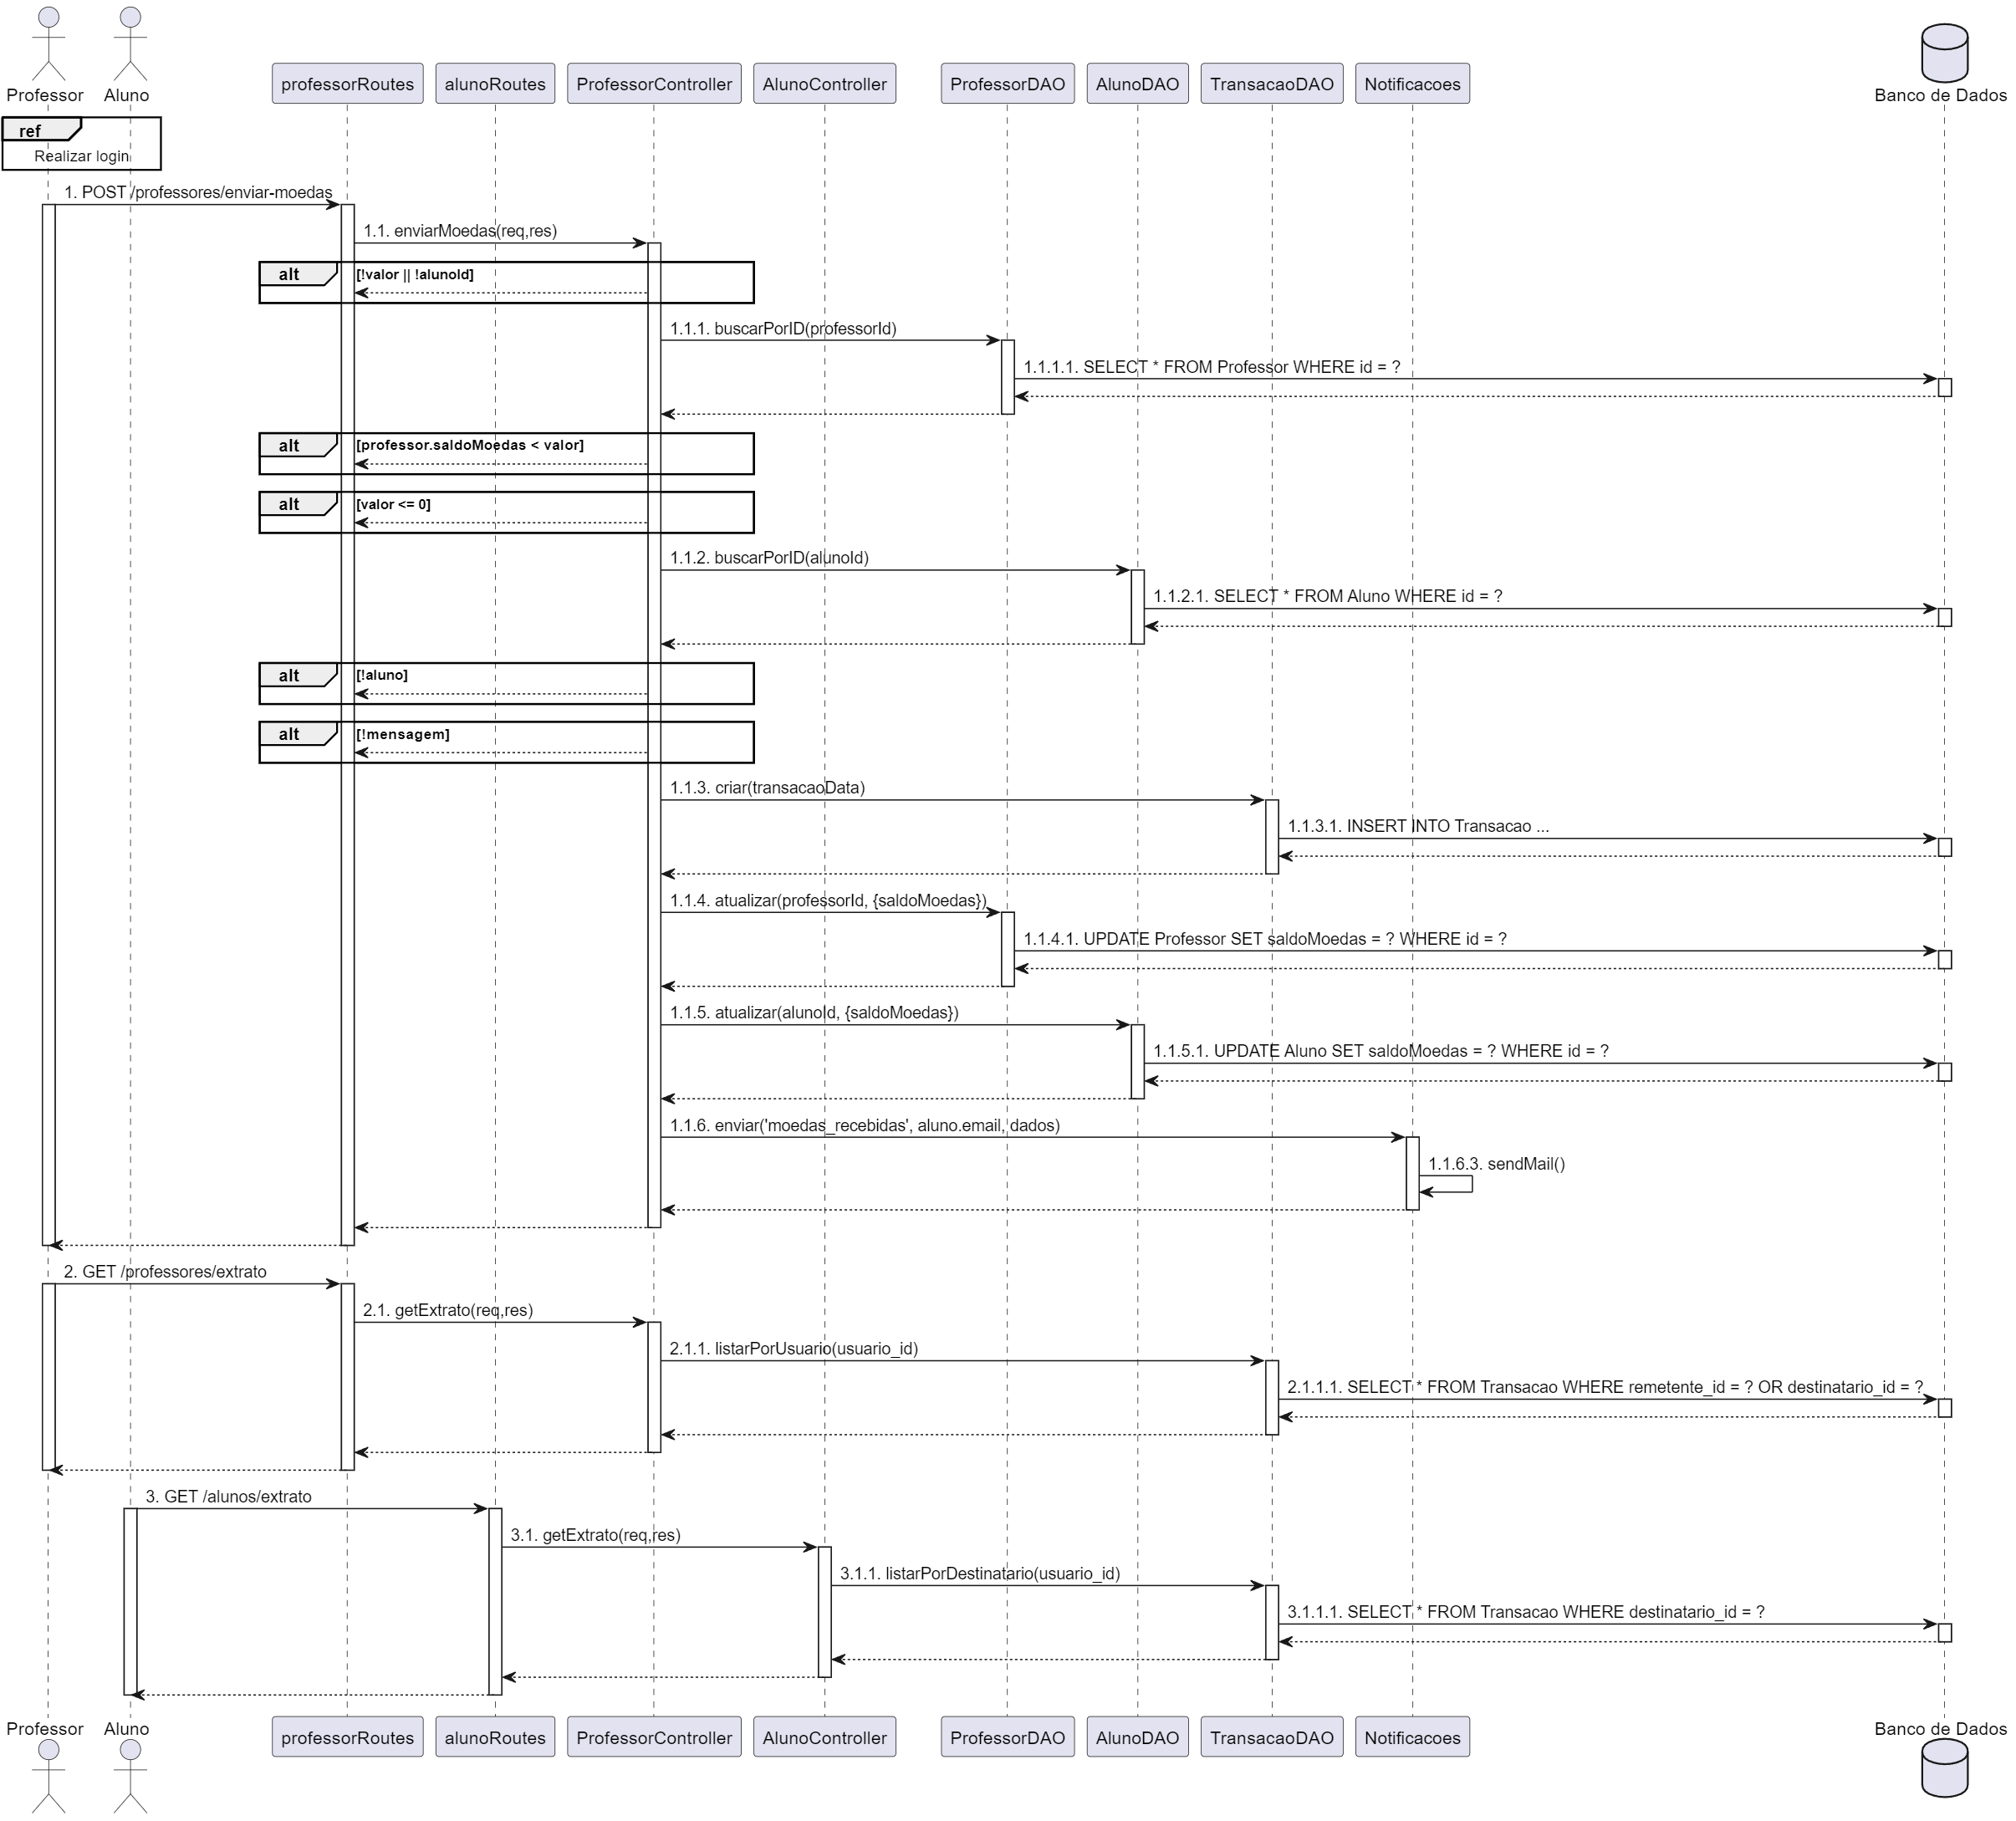 Professor
Aluno
professorRoutes
alunoRoutes
ProfessorController
AlunoController
ProfessorDAO
AlunoDAO
TransacaoDAO
Notificacoes
Banco de Dados
ref
Realizar login
1. POST /professores/enviar-moedas
1.1. enviarMoedas(req,res)
alt [!valor || !alunoId]
1.1.1. buscarPorID(professorId)
1.1.1.1. SELECT * FROM Professor WHERE id = ?
alt [professor.saldoMoedas < valor]
alt [valor <= 0]
1.1.2. buscarPorID(alunoId)
1.1.2.1. SELECT * FROM Aluno WHERE id = ?
alt [!aluno]
alt [!mensagem]
1.1.3. criar(transacaoData)
1.1.3.1. INSERT INTO Transacao ...
1.1.4. atualizar(professorId, {saldoMoedas})
1.1.4.1. UPDATE Professor SET saldoMoedas = ? WHERE id = ?
1.1.5. atualizar(alunoId, {saldoMoedas})
1.1.5.1. UPDATE Aluno SET saldoMoedas = ? WHERE id = ?
1.1.6. enviar('moedas_recebidas', aluno.email, dados)
1.1.6.3. sendMail()
2. GET /professores/extrato
2.1. getExtrato(req,res)
2.1.1. listarPorUsuario(usuario_id)
2.1.1.1. SELECT * FROM Transacao WHERE remetente_id = ? OR destinatario_id = ?
3. GET /alunos/extrato
3.1. getExtrato(req,res)
3.1.1. listarPorDestinatario(usuario_id)
3.1.1.1. SELECT * FROM Transacao WHERE destinatario_id = ?
Professor
Aluno
professorRoutes
alunoRoutes
ProfessorController
AlunoController
ProfessorDAO
AlunoDAO
TransacaoDAO
Notificacoes
Banco de Dados